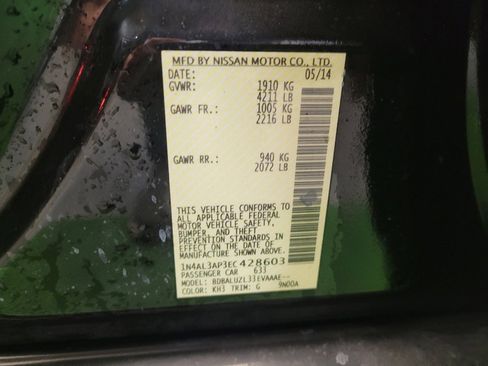 MFD BY NISSAN MOTOR CO., LTD.
DATE: 05/14
GVWR: 1910 KG
4211 LB
GAWR FR.: 1005 KG
2216 LB
GAWR RR.: 940 KG
2072 LB
THIS VEHICLE CONFORMS TO
ALL APPLICABLE FEDERAL
MOTOR VEHICLE SAFETY,
BUMPER, AND THEFT
PREVENTION STANDARDS IN
EFFECT ON THE DATE OF
MANUFACTURE SHOWN ABOVE.
1N4AL3AP3EC428603
PASSENGER CAR 633
MODEL: BDBALUZL33EVAAAE--
COLOR: KH3 TRIM: G 9N00A